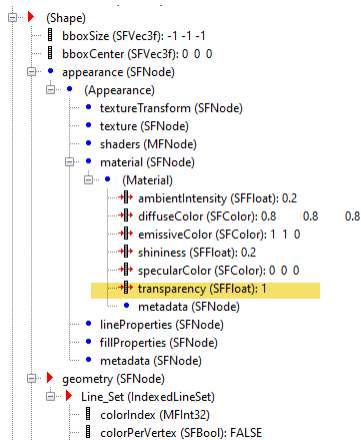 (Shape)
bboxSize (SFVec3f): -1 -1 -1
bboxCenter (SFVec3f): 0 0 0
appearance (SFNode)
(Appearance)
textureTransform (SFNode)
texture (SFNode)
shaders (MFNode)
material (SFNode)
(Material)
ambientIntensity (SFFloat): 0.2
diffuseColor (SFColor): 0.8 0.8 0.8
emissiveColor (SFColor): 1 1 0
shininess (SFFloat): 0.2
specularColor (SFColor): 0 0 0
transparency (SFFloat): 1
metadata (SFNode)
lineProperties (SFNode)
fillProperties (SFNode)
metadata (SFNode)
geometry (SFNode)
Line_Set (IndexedLineSet)
colorIndex (MFInt32)
colorPerVertex (SFBool): FALSE